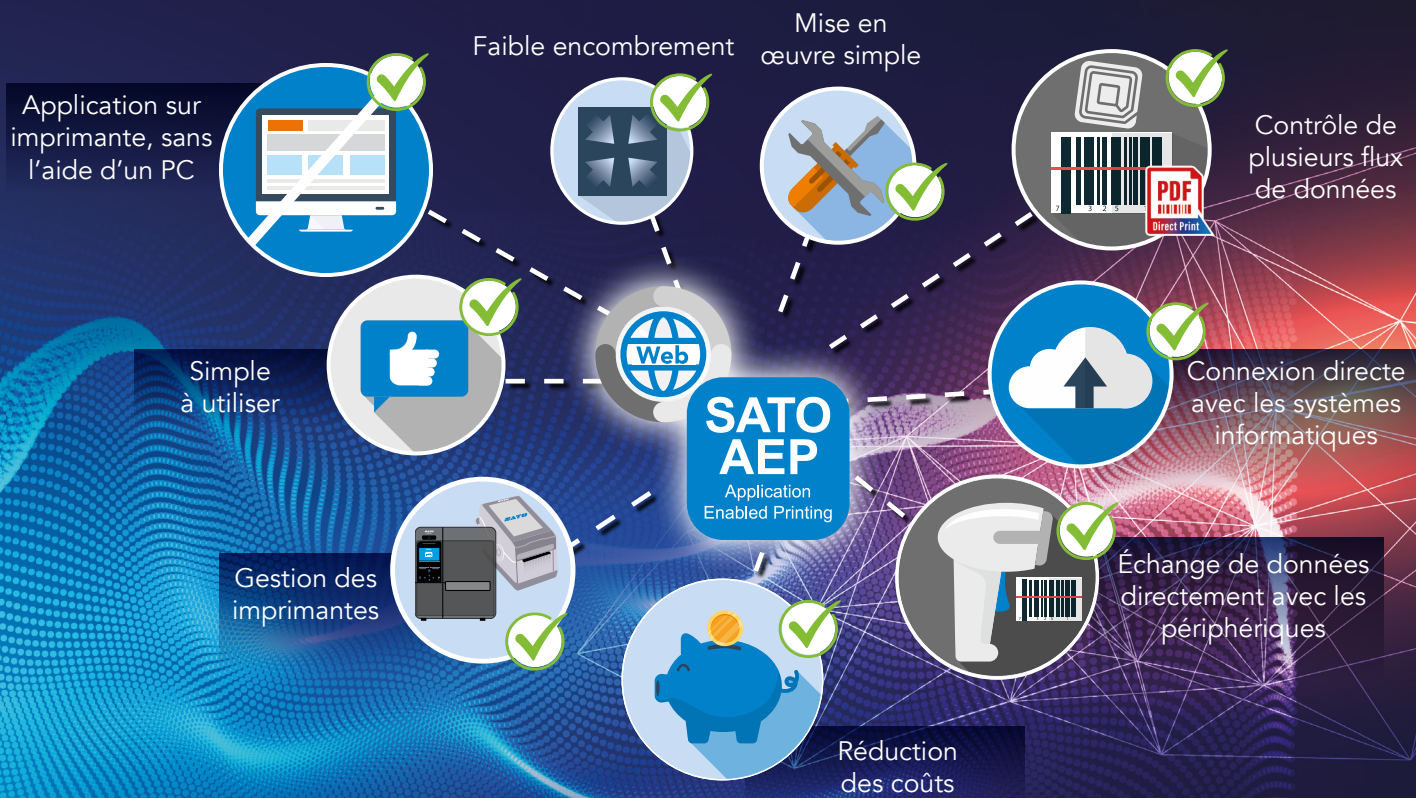 Faible encombrement
Mise en
œuvre simple
Application sur
imprimante, sans
l'aide d'un PC
Contrôle de
plusieurs flux
de données
PDF
Direct Print
Web
Simple
à utiliser
SATO
AEP
Application
Enabled Printing
Connexion directe
avec les systèmes
informatiques
Gestion des
imprimantes
SATO
Échange de données
directement avec les
périphériques
Réduction
des coûts